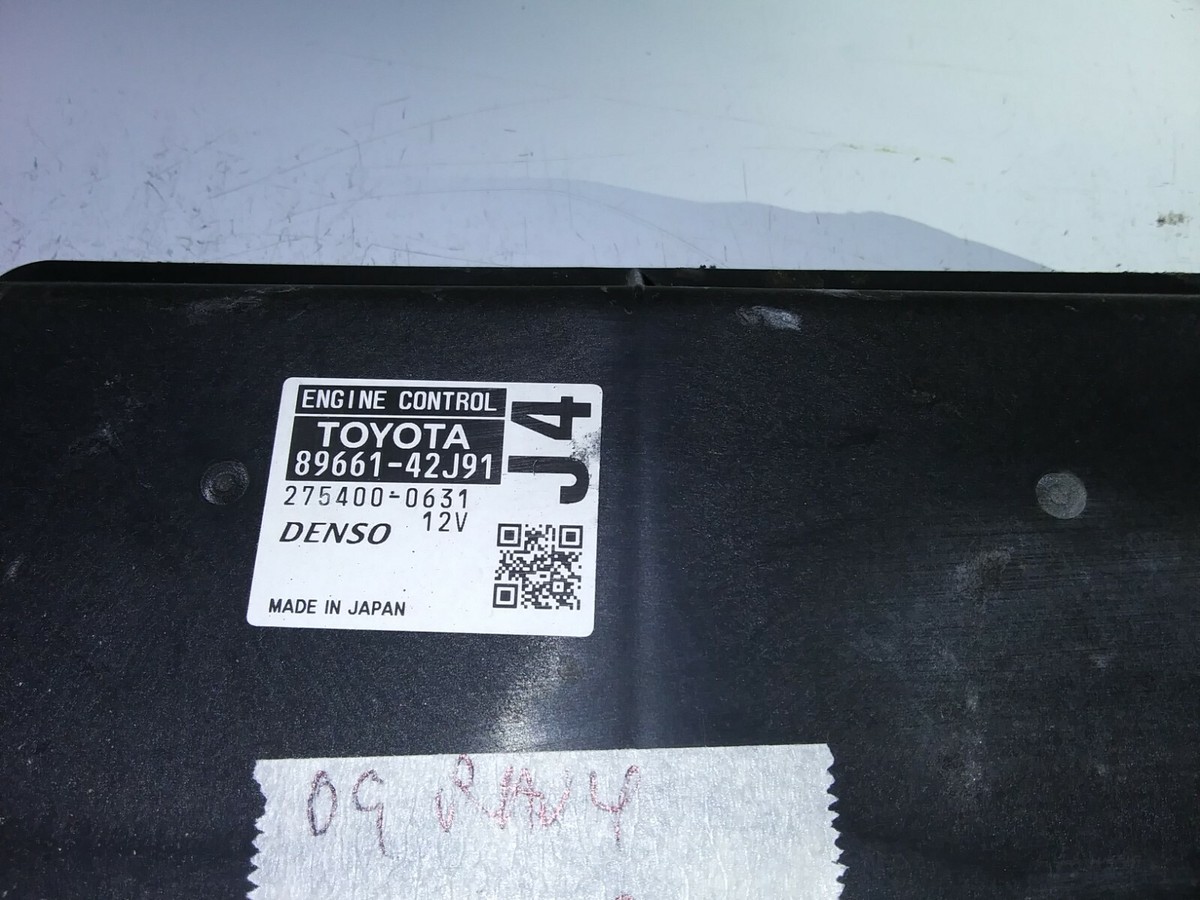 ENGINE CONTROL
TOYOTA
89661-42J91
J4
275400-0631
12V
DENSO
MADE IN JAPAN
09 RAV4